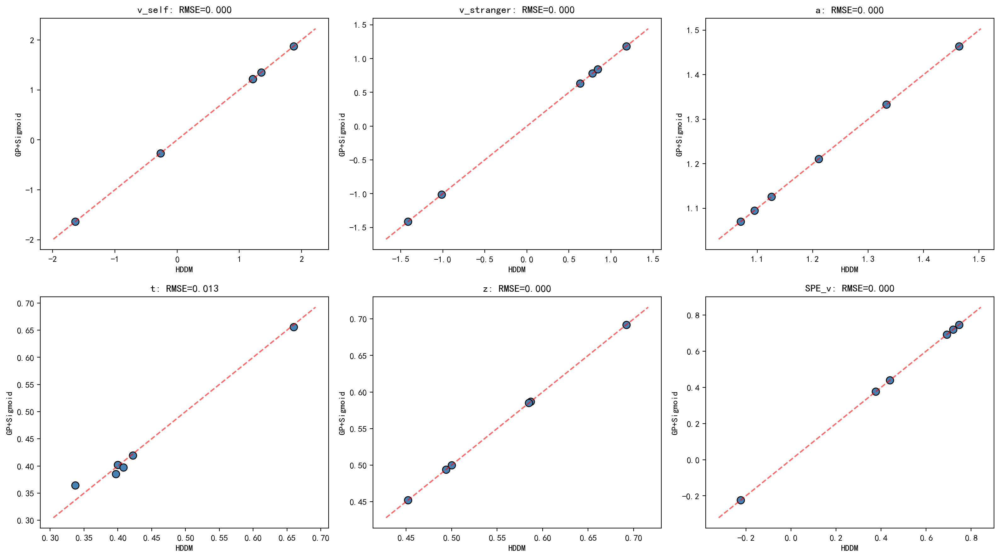 v_self: RMSE=0.000
2
1
0
−1
−2
GP+Sigmoid
−2 −1 0 1 2
HDDM
v_stranger: RMSE=0.000
1.5
1.0
0.5
0.0
−0.5
−1.0
−1.5
GP+Sigmoid
−1.5 −1.0 −0.5 0.0 0.5 1.0 1.5
HDDM
a: RMSE=0.000
1.5
1.4
1.3
1.2
1.1
GP+Sigmoid
1.1 1.2 1.3 1.4 1.5
HDDM
t: RMSE=0.013
0.70
0.65
0.60
0.55
0.50
0.45
0.40
0.35
0.30
GP+Sigmoid
0.30 0.35 0.40 0.45 0.50 0.55 0.60 0.65 0.70
HDDM
z: RMSE=0.000
0.70
0.65
0.60
0.55
0.50
0.45
GP+Sigmoid
0.45 0.50 0.55 0.60 0.65 0.70
HDDM
SPE_v: RMSE=0.000
0.8
0.6
0.4
0.2
0.0
−0.2
GP+Sigmoid
−0.2 0.0 0.2 0.4 0.6 0.8
HDDM